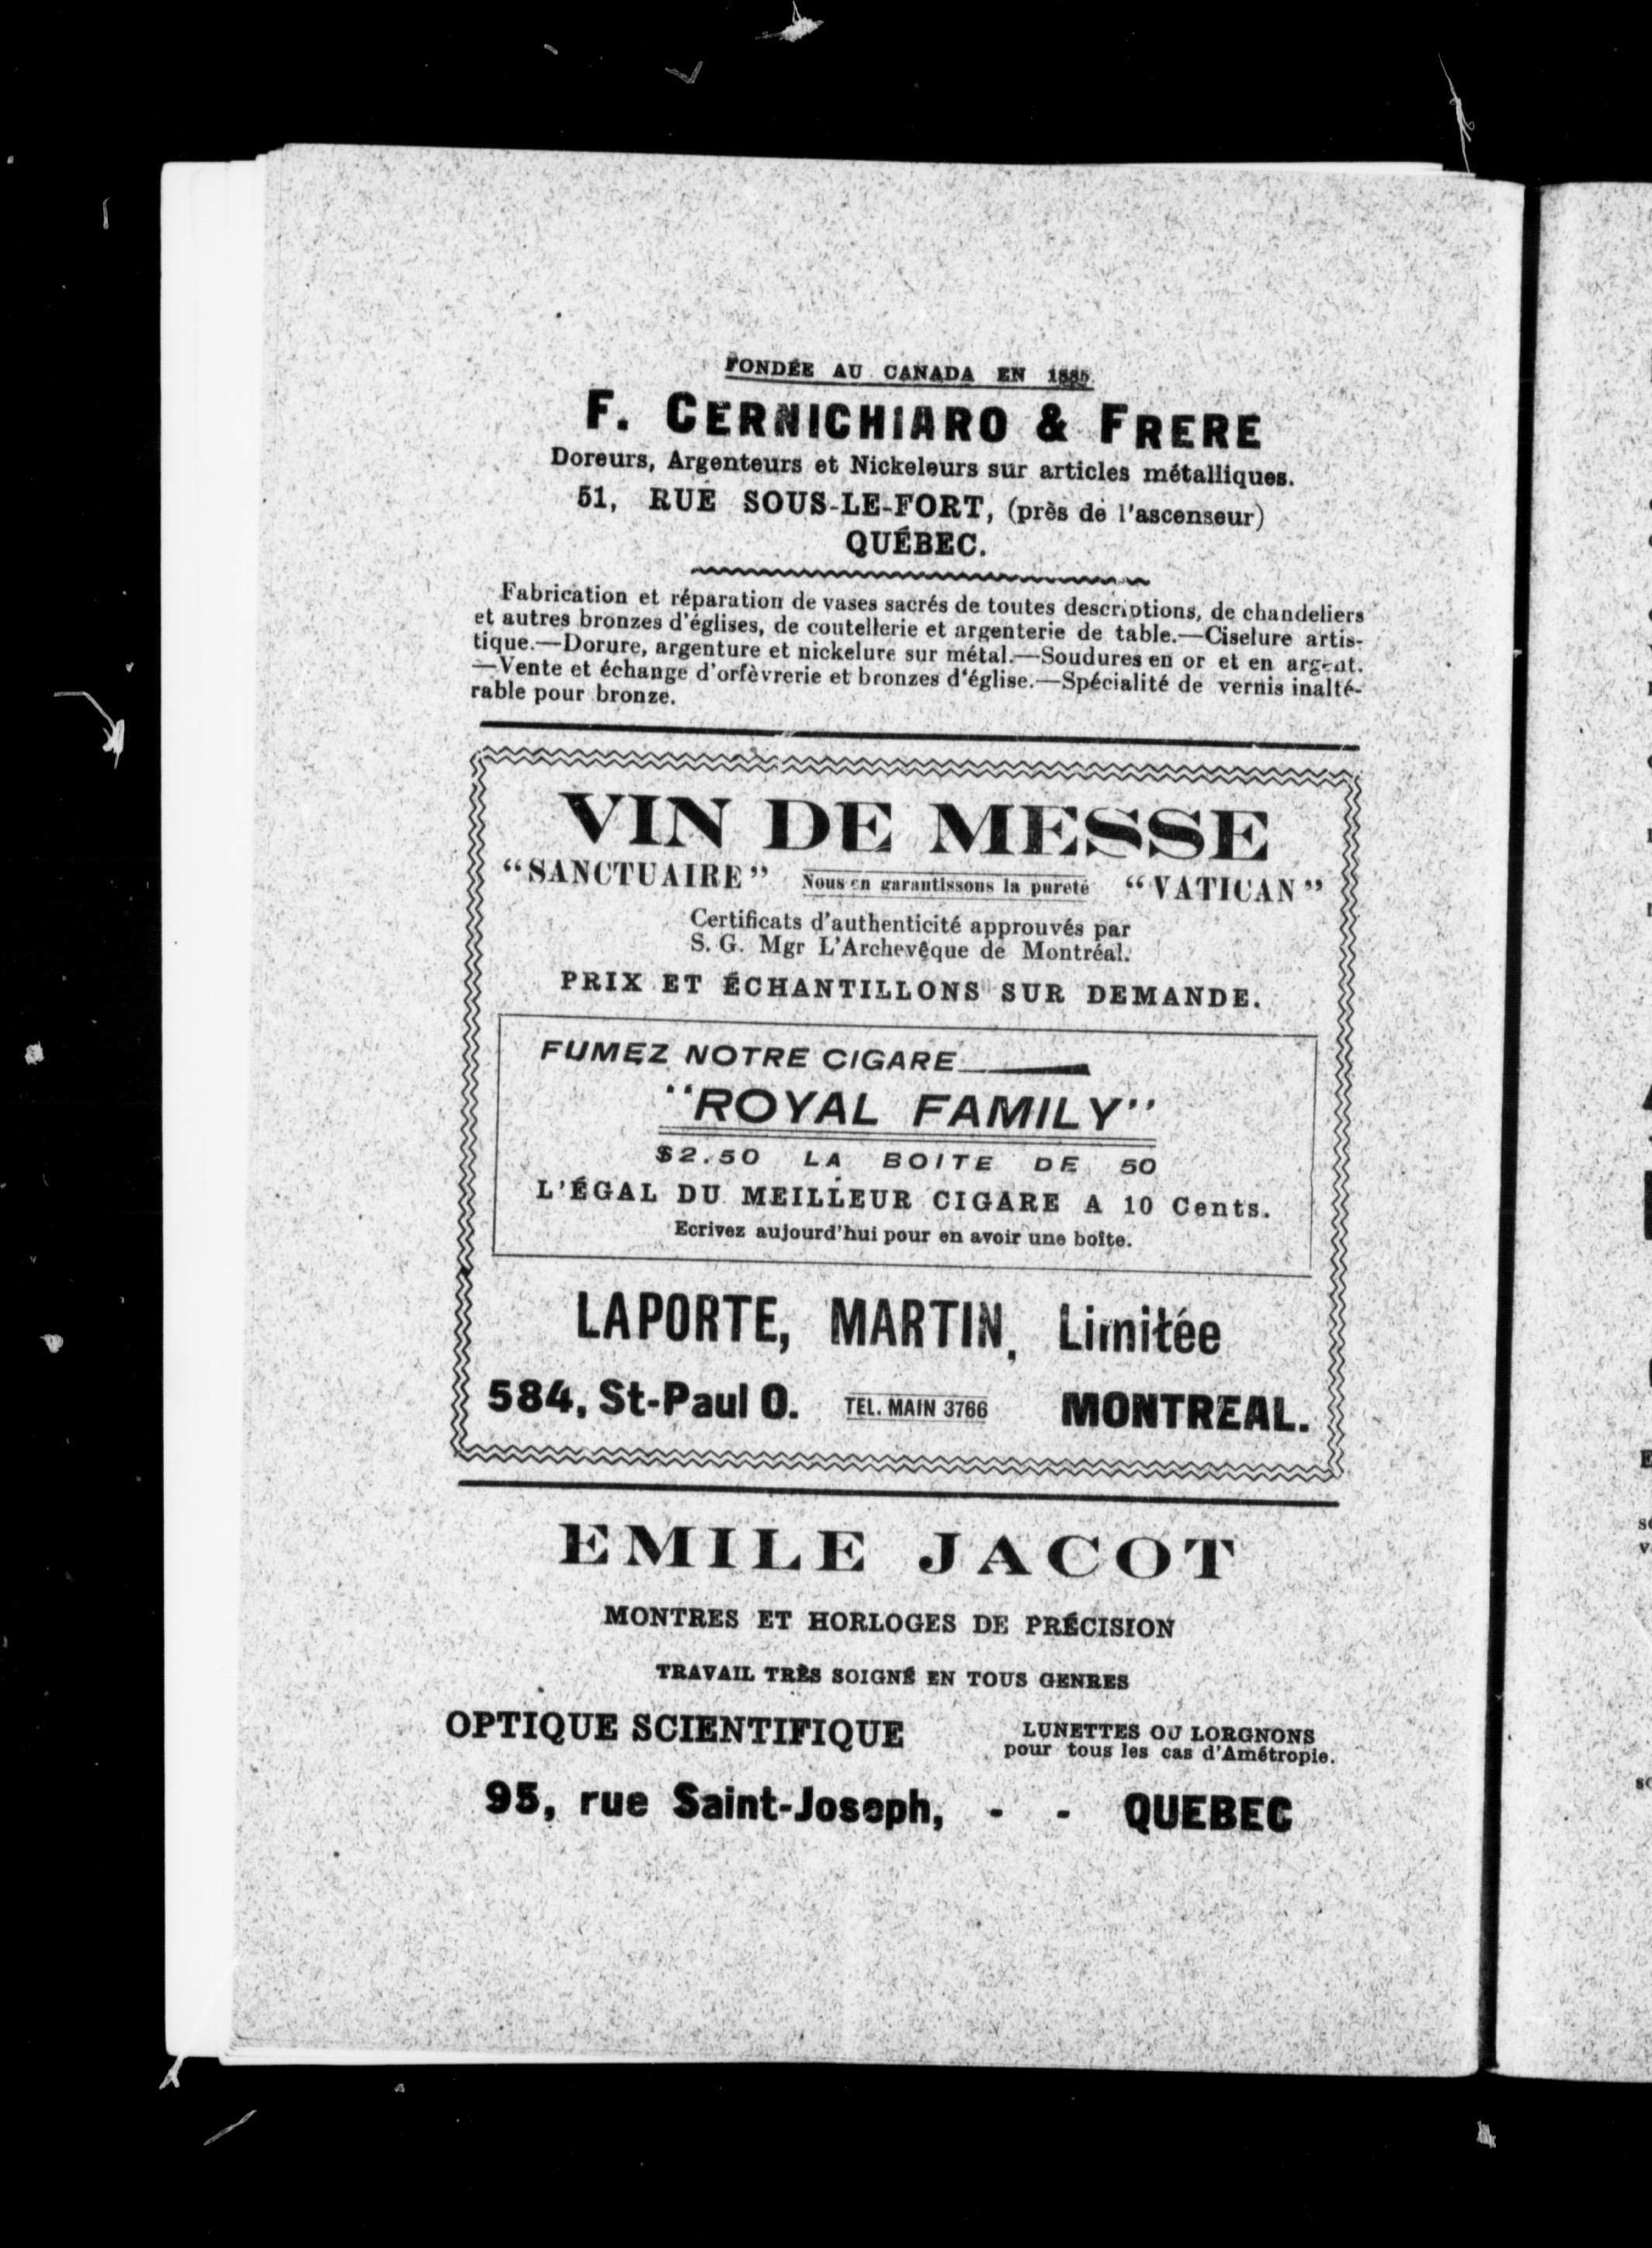 FONDÉE AU CANADA EN 1885
F. CERNICHIARO & FRERE
Doreurs, Argenteurs et Nickeleurs sur articles métalliques.
51, RUE SOUS-LE-FORT, (près de l'ascenseur)
QUÉBEC.
Fabrication et réparation de vases sacrés de toutes descriptions, de chandeliers
et autres bronzes d'églises, de coutellerie et argenterie de table.—Ciselure artis-
tique.—Dorure, argenture et nickelure sur métal.—Soudures en or et en argent.
—Vente et échange d'orfèvrerie et bronzes d'église.—Spécialité de vernis inalté-
rable pour bronze.
VIN DE MESSE
"SANCTUAIRE" Nous en garantissons la pureté "VATICAN"
Certificats d'authenticité approuvés par
S. G. Mgr L'Archevêque de Montréal.
PRIX ET ÉCHANTILLONS SUR DEMANDE.
FUMEZ NOTRE CIGARE
"ROYAL FAMILY"
$2.50 LA BOITE DE 50
L'ÉGAL DU MEILLEUR CIGARE A 10 Cents.
Ecrivez aujourd'hui pour en avoir une boîte.
LAPORTE, MARTIN, Limitée
584, St-Paul O. TEL. MAIN 3766 MONTREAL.
EMILE JACOT
MONTRES ET HORLOGES DE PRÉCISION
TRAVAIL TRÈS SOIGNÉ EN TOUS GENRES
OPTIQUE SCIENTIFIQUE
LUNETTES OU LORGNONS
pour tous les cas d'Amétropie.
95, rue Saint-Joseph, - - QUEBEC